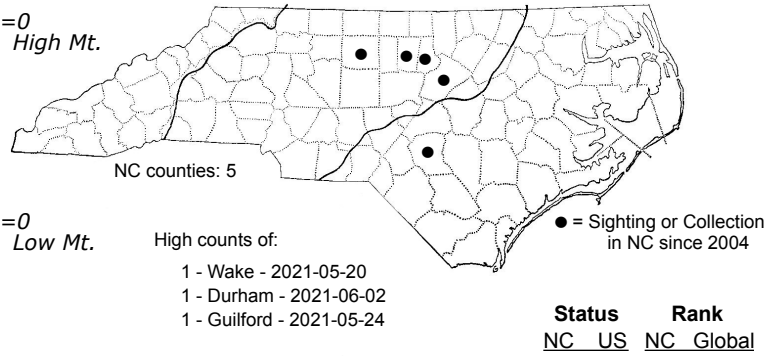 =0
High Mt.
NC counties: 5
=0
Low Mt.
High counts of:
1 - Wake - 2021-05-20
1 - Durham - 2021-06-02
1 - Guilford - 2021-05-24
● = Sighting or Collection
in NC since 2004
Status Rank
NC US NC Global